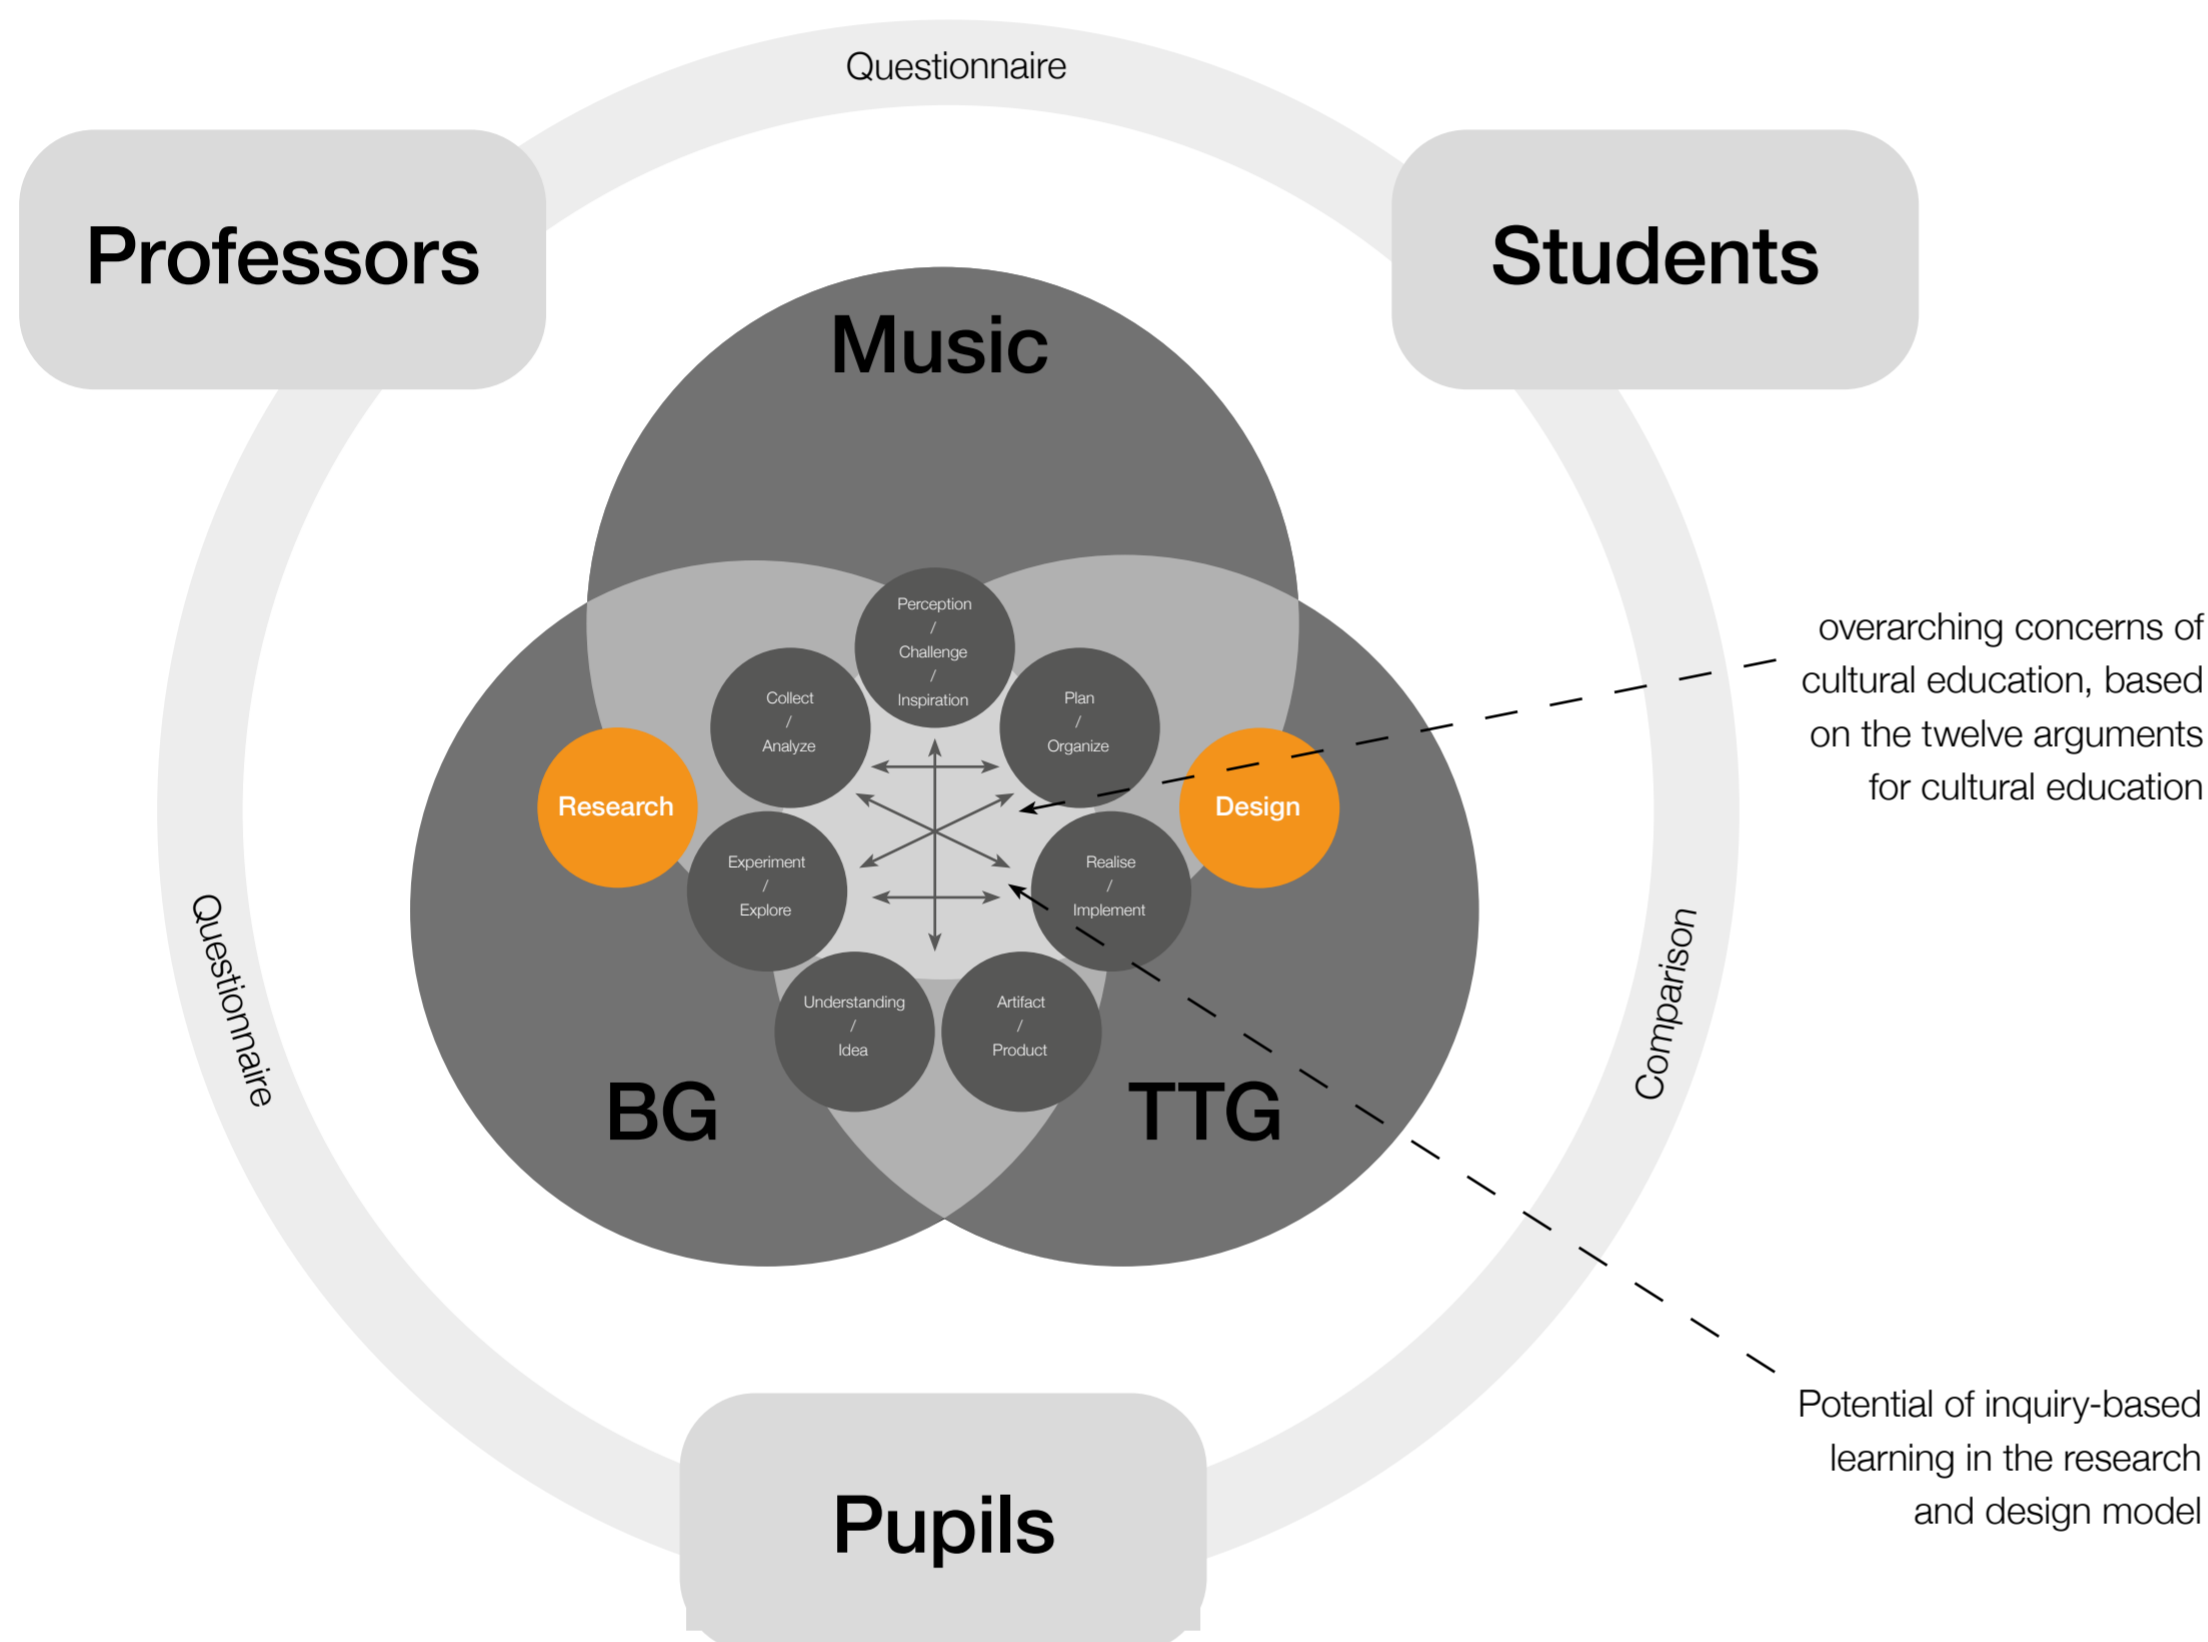 Questionnaire
Professors
Students
Music
Perception
/
Challenge
/
Inspiration
Collect
/
Analyze
Plan
/
Organize
Research
Design
Experiment
/
Explore
Realise
/
Implement
Understanding
/
Idea
Artifact
/
Product
BG
TTG
Questionnaire
Comparison
overarching concerns of
cultural education, based
on the twelve arguments
for cultural education
Potential of inquiry-based
learning in the research
and design model
Pupils